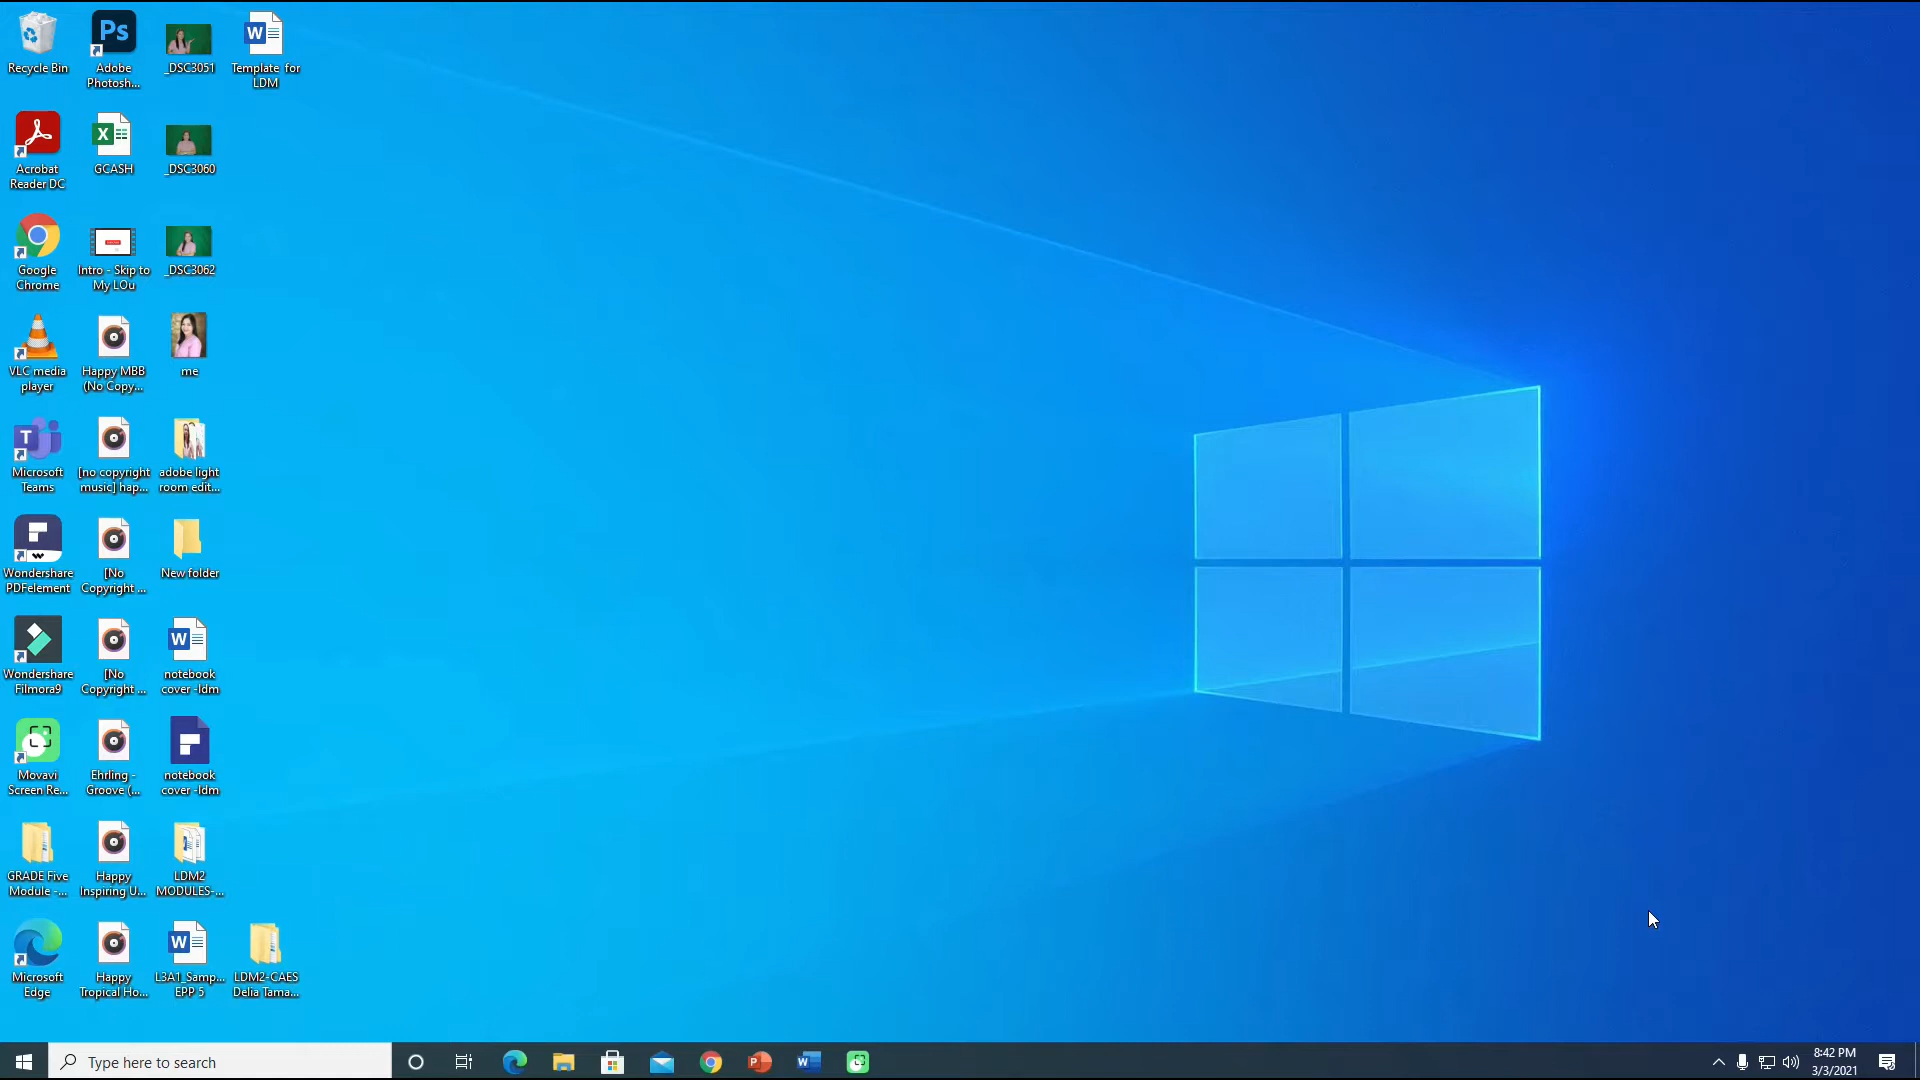 Recycle Bin
Adobe
Photosh...
_DSC3051
Template for
LDM
Acrobat
Reader DC
GCASH
_DSC3060
Google
Chrome
Intro - Skip to
My LOu
_DSC3062
VLC media
player
Happy MBB
(No Copy...
me
Microsoft
Teams
[no copyright
music] hap...
adobe light
room edit...
Wondershare
PDFelement
[No
Copyright ...
New folder
Wondershare
Filmora9
[No
Copyright ...
notebook
cover -ldm
Movavi
Screen Re...
Ehrling -
Groove (...
notebook
cover -ldm
GRADE Five
Module -...
Happy
Inspiring U...
LDM2
MODULES-...
Microsoft
Edge
Happy
Tropical Ho...
L3A1_Samp...
EPP 5
LDM2-CAES
Delia Tama...
Type here to search
8:42 PM
3/3/2021